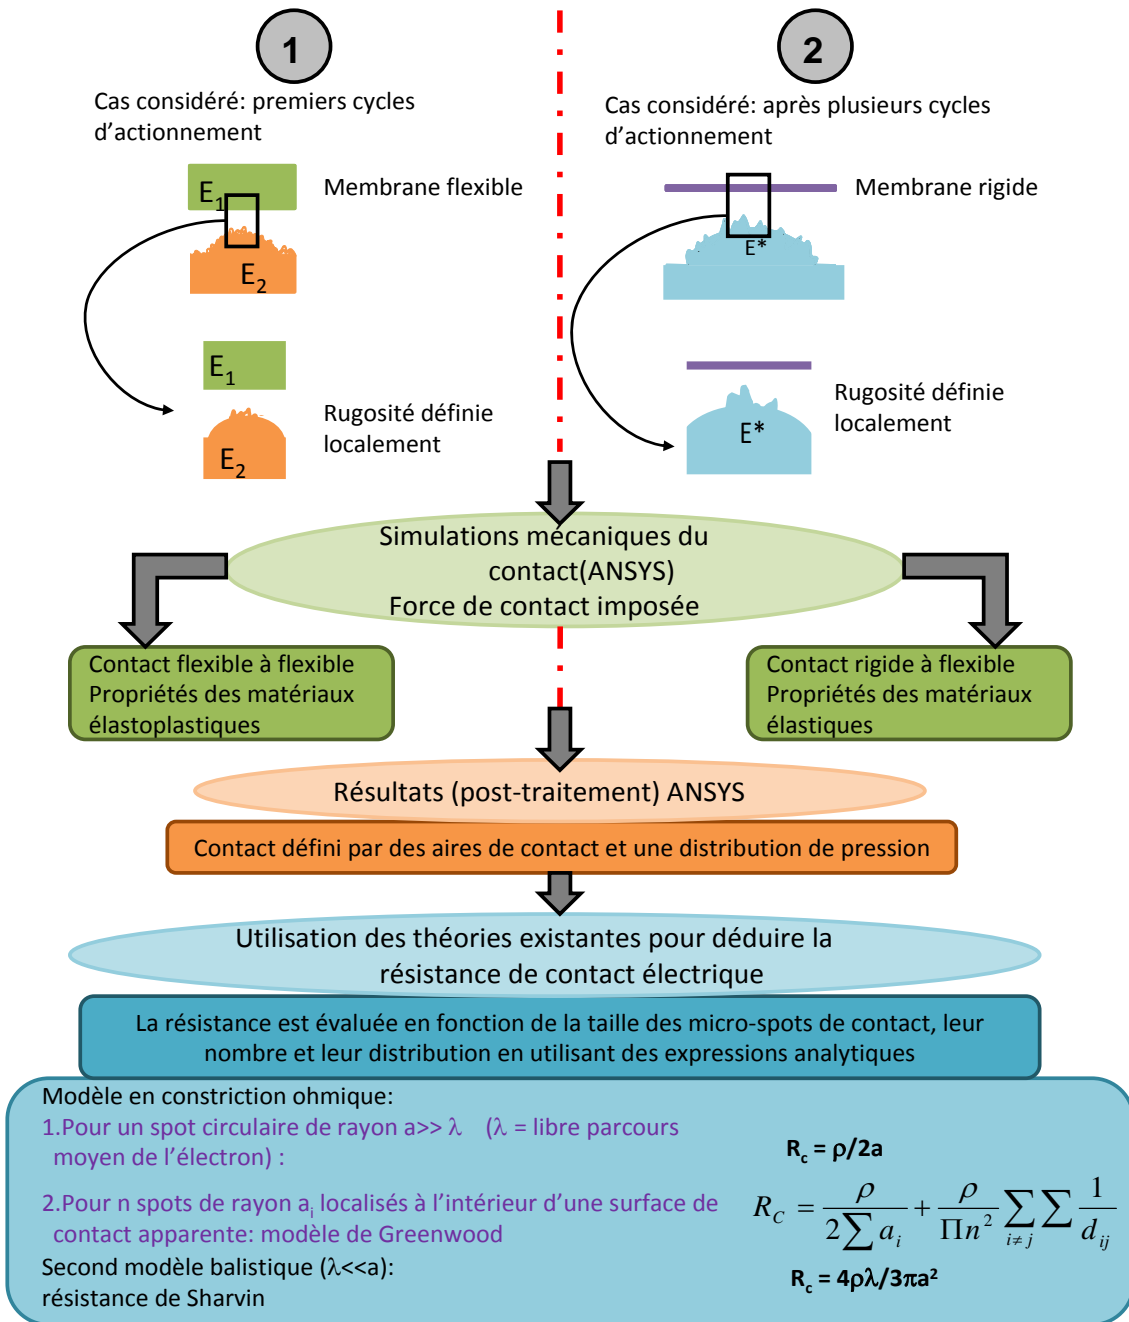 1
Cas considéré: premiers cycles
d'actionnement
E1
Membrane flexible
E2
E1
Rugosité définie
localement
E2
2
Cas considéré: après plusieurs cycles
d'actionnement
Membrane rigide
E*
Rugosité définie
localement
E*
Simulations mécaniques du
contact(ANSYS)
Force de contact imposée
Contact flexible à flexible
Propriétés des matériaux
élastoplastiques
Contact rigide à flexible
Propriétés des matériaux
élastiques
Résultats (post-traitement) ANSYS
Contact défini par des aires de contact et une distribution de pression
Utilisation des théories existantes pour déduire la
résistance de contact électrique
La résistance est évaluée en fonction de la taille des micro-spots de contact, leur
nombre et leur distribution en utilisant des expressions analytiques
Modèle en constriction ohmique:
1.Pour un spot circulaire de rayon a>> λ (λ = libre parcours
moyen de l'électron) :
Rc = ρ/2a
2.Pour n spots de rayon ai localisés à l'intérieur d'une surface de
contact apparente: modèle de Greenwood
R_C = ρ/(2∑a_i) + ρ/(Πn²) ∑_{i≠j} ∑ 1/d_ij
Second modèle balistique (λ<<a):
résistance de Sharvin
Rc = 4ρλ/3πa²